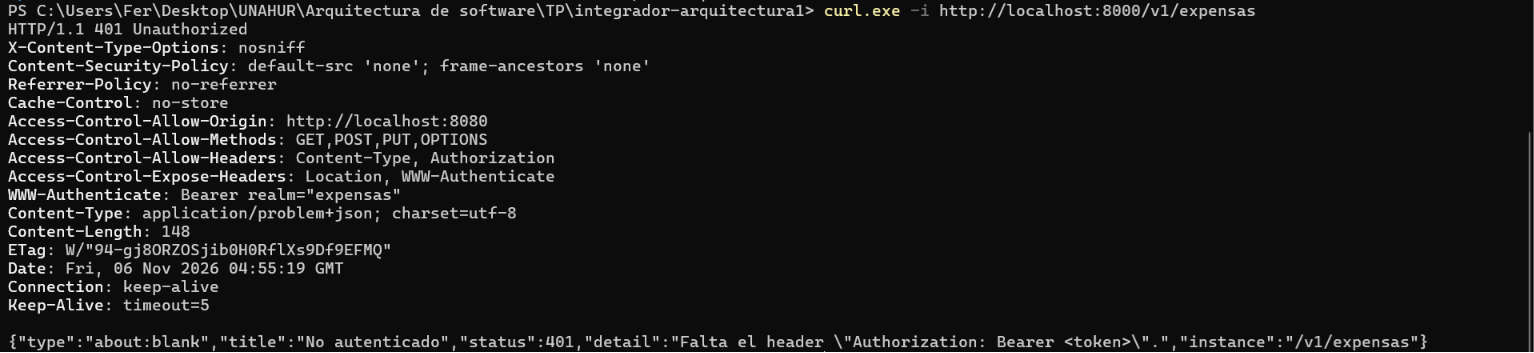 PS C:\Users\Fer\Desktop\UNAHUR\Arquitectura de software\TP\integrador-arquitectura1> curl.exe -i http://localhost:8000/v1/expensas
HTTP/1.1 401 Unauthorized
X-Content-Type-Options: nosniff
Content-Security-Policy: default-src 'none'; frame-ancestors 'none'
Referrer-Policy: no-referrer
Cache-Control: no-store
Access-Control-Allow-Origin: http://localhost:8080
Access-Control-Allow-Methods: GET,POST,PUT,OPTIONS
Access-Control-Allow-Headers: Content-Type, Authorization
Access-Control-Expose-Headers: Location, WWW-Authenticate
WWW-Authenticate: Bearer realm="expensas"
Content-Type: application/problem+json; charset=utf-8
Content-Length: 148
ETag: W/"94-gj8ORZOSjib0H0RflXs9Df9EFMQ"
Date: Fri, 06 Nov 2026 04:55:19 GMT
Connection: keep-alive
Keep-Alive: timeout=5

{"type":"about:blank","title":"No autenticado","status":401,"detail":"Falta el header \"Authorization: Bearer <token>\".","instance":"/v1/expensas"}